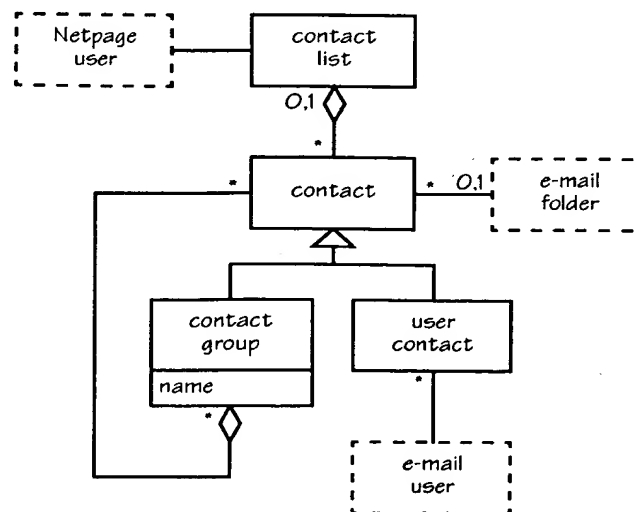 Netpage
user
contact
list
0,1
*
*
contact
*
0,1
e-mail
folder
contact
group
name
*
user
contact
*
e-mail
user